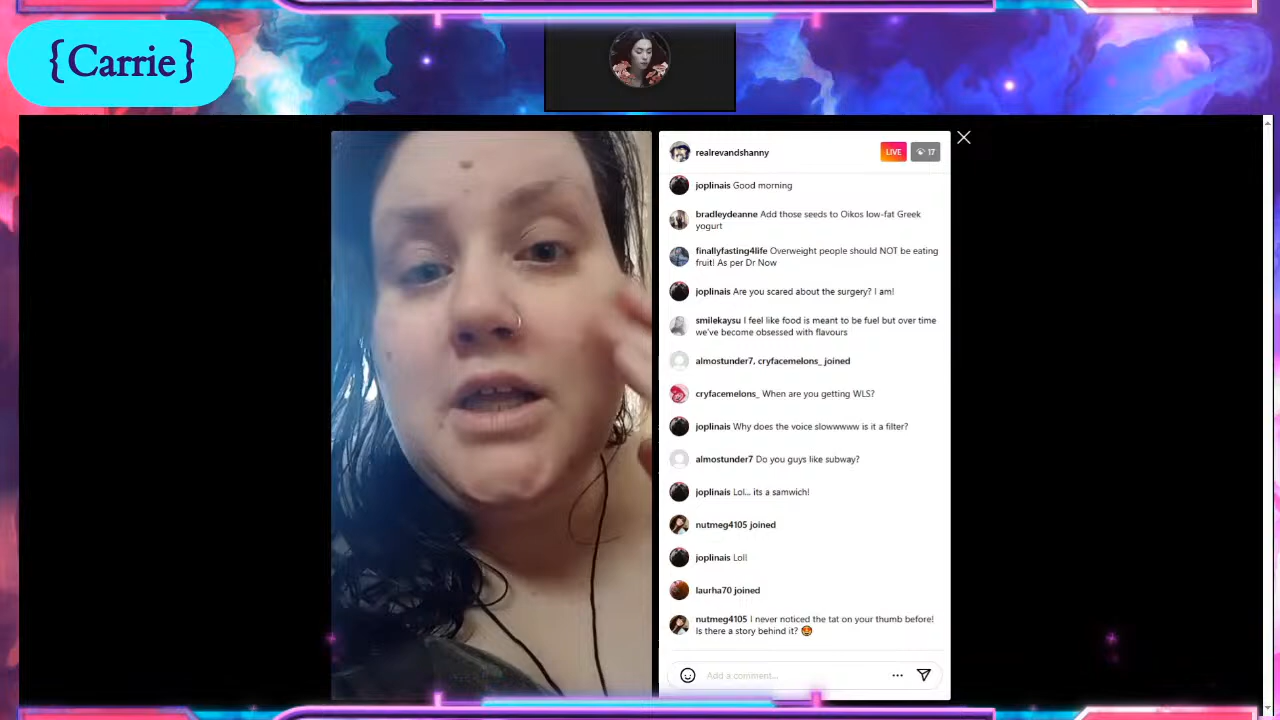 {Carrie}
realrevandshanny
LIVE
17
joplinais Good morning
bradleydeanne Add those seeds to Oikos low-fat Greek
yogurt
finallyfasting4life Overweight people should NOT be eating
fruit! As per Dr Now
joplinais Are you scared about the surgery? I am!
smilekaysu I feel like food is meant to be fuel but over time
we've become obsessed with flavours
almostunder7, cryfacemelons_ joined
cryfacemelons_ When are you getting WLS?
joplinais Why does the voice slowwwww is it a filter?
almostunder7 Do you guys like subway?
joplinais Lol... its a samwich!
nutmeg4105 joined
joplinais Loll
laurha70 joined
nutmeg4105 I never noticed the tat on your thumb before!
Is there a story behind it? 🥰
Add a comment...